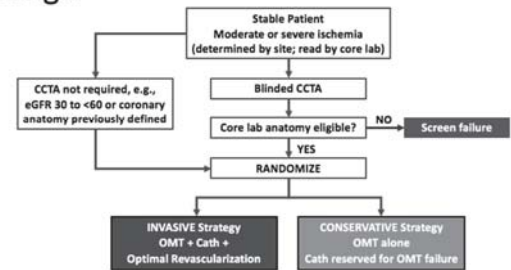 Stable Patient
Moderate or severe ischemia
(determined by site; read by core lab)
CCTA not required, e.g.,
eGFR 30 to <60 or coronary
anatomy previously defined
Blinded CCTA
Core lab anatomy eligible?
NO
Screen failure
YES
RANDOMIZE
INVASIVE Strategy
OMT + Cath +
Optimal Revascularization
CONSERVATIVE Strategy
OMT alone
Cath reserved for OMT failure